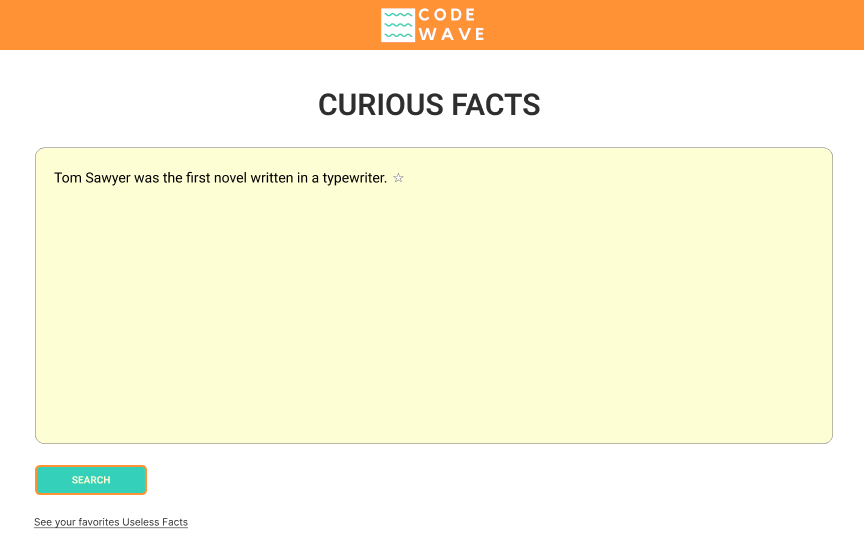 CODE
WAVE
CURIOUS FACTS
Tom Sawyer was the first novel written in a typewriter. ☆
SEARCH
See your favorites Useless Facts